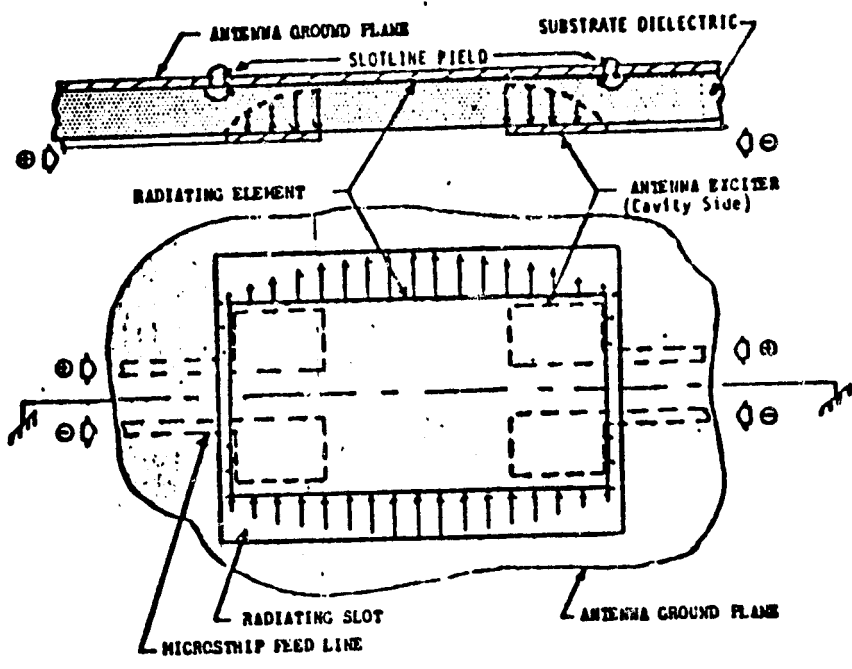 ANTENNA GROUND PLANE
SUBSTRATE DIELECTRIC
SLOTLINE FIELD
⊕
⊖
RADIATING ELEMENT
ANTENNA EXCITER
(Cavity Side)
⊕
⊕
⊖
⊖
RADIATING SLOT
ANTENNA GROUND PLANE
MICROSTRIP FEED LINE